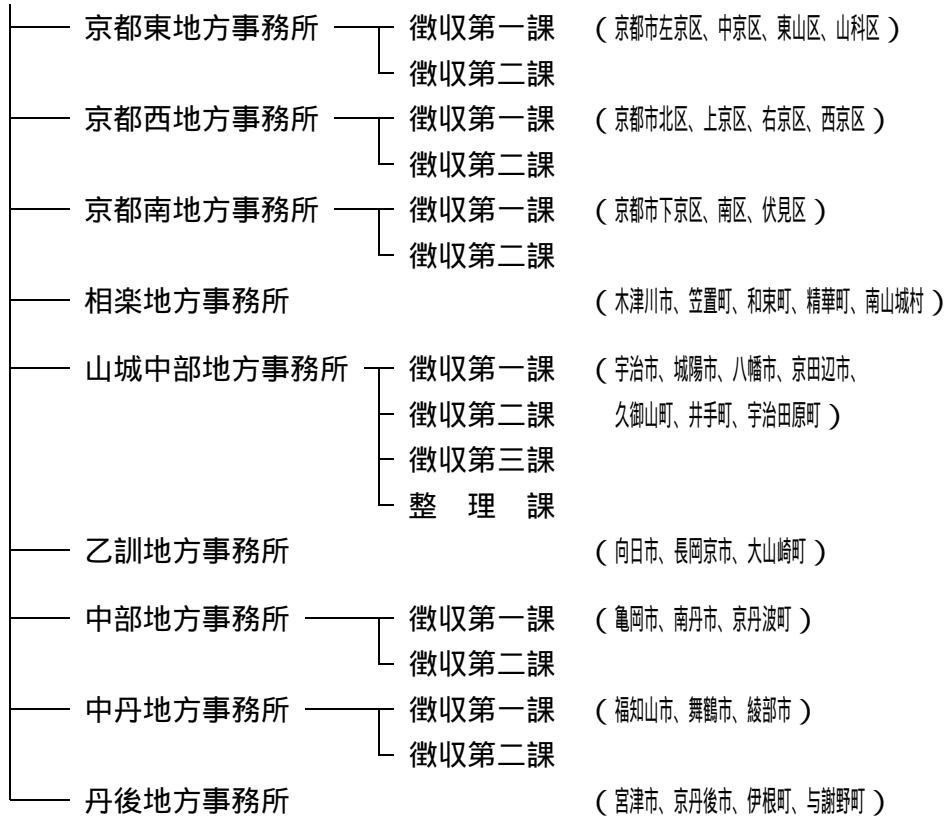 京都東地方事務所 徴収第一課 (京都市左京区、中京区、東山区、山科区)
徴収第二課
京都西地方事務所 徴収第一課 (京都市北区、上京区、右京区、西京区)
徴収第二課
京都南地方事務所 徴収第一課 (京都市下京区、南区、伏見区)
徴収第二課
相楽地方事務所 (木津川市、笠置町、和束町、精華町、南山城村)
山城中部地方事務所 徴収第一課 (宇治市、城陽市、八幡市、京田辺市、
徴収第二課 久御山町、井手町、宇治田原町)
徴収第三課
整理課
乙訓地方事務所 (向日市、長岡京市、大山崎町)
中部地方事務所 徴収第一課 (亀岡市、南丹市、京丹波町)
徴収第二課
中丹地方事務所 徴収第一課 (福知山市、舞鶴市、綾部市)
徴収第二課
丹後地方事務所 (宮津市、京丹後市、伊根町、与謝野町)